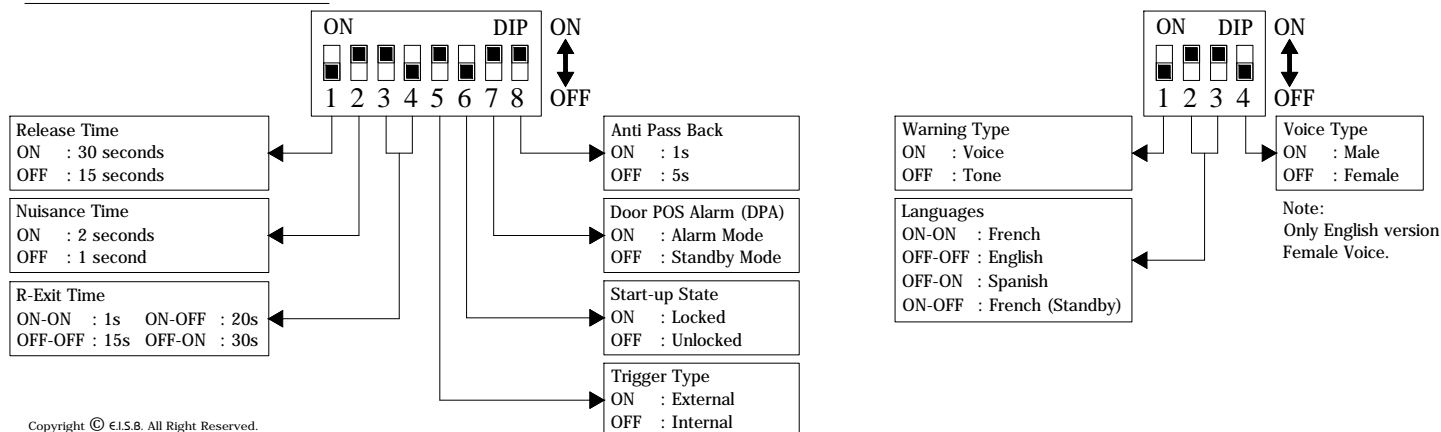 ON DIP ON
1 2 3 4 5 6 7 8 OFF
Release Time
ON : 30 seconds
OFF : 15 seconds
Nuisance Time
ON : 2 seconds
OFF : 1 second
R-Exit Time
ON-ON : 1s ON-OFF : 20s
OFF-OFF : 15s OFF-ON : 30s
Anti Pass Back
ON : 1s
OFF : 5s
Door POS Alarm (DPA)
ON : Alarm Mode
OFF : Standby Mode
Start-up State
ON : Locked
OFF : Unlocked
Trigger Type
ON : External
OFF : Internal
ON DIP ON
1 2 3 4 OFF
Warning Type
ON : Voice
OFF : Tone
Languages
ON-ON : French
OFF-OFF : English
OFF-ON : Spanish
ON-OFF : French (Standby)
Voice Type
ON : Male
OFF : Female
Note:
Only English version
Female Voice.
Copyright © E.I.S.B. All Right Reserved.